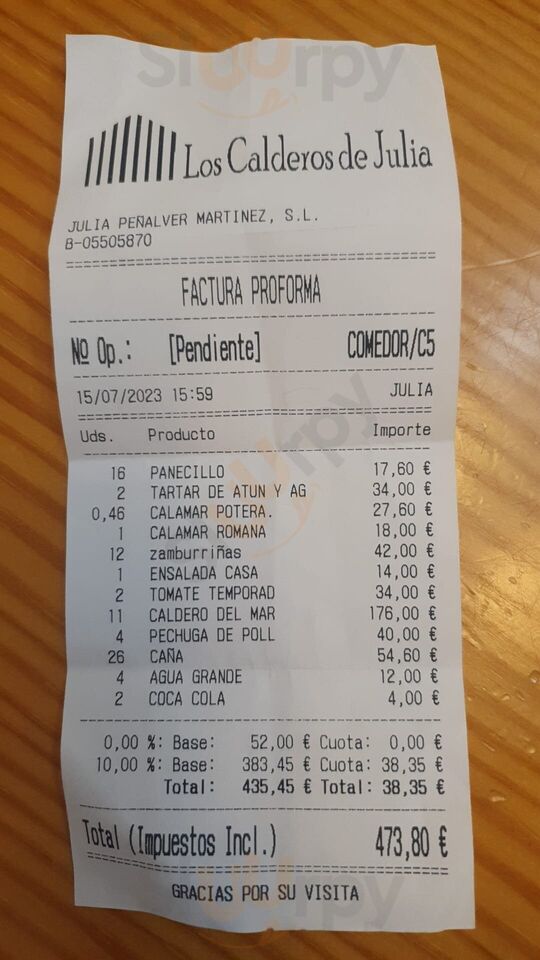 Sluurpy
Los Calderos de Julia
JULIA PEÑALVER MARTINEZ, S.L.
B-05505870
FACTURA PROFORMA
Nº Op.: [Pendiente] COMEDOR/C5
15/07/2023 15:59 JULIA
Uds. Producto Importe
16 PANECILLO 17,60 €
2 TARTAR DE ATUN Y AG 34,00 €
0,46 CALAMAR POTERA. 27,60 €
1 CALAMAR ROMANA 18,00 €
12 zamburriñas 42,00 €
1 ENSALADA CASA 14,00 €
2 TOMATE TEMPORAD 34,00 €
11 CALDERO DEL MAR 176,00 €
4 PECHUGA DE POLL 40,00 €
26 CAÑA 54,60 €
4 AGUA GRANDE 12,00 €
2 COCA COLA 4,00 €
0,00 %: Base: 52,00 € Cuota: 0,00 €
10,00 %: Base: 383,45 € Cuota: 38,35 €
Total: 435,45 € Total: 38,35 €
Total (Impuestos Incl.) 473,80 €
GRACIAS POR SU VISITA